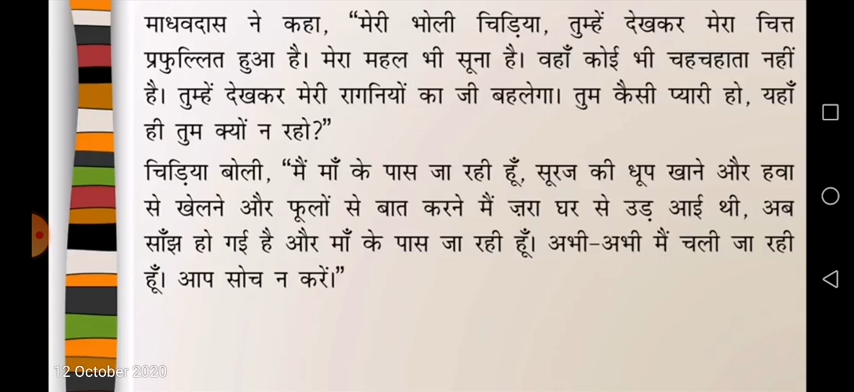 माधवदास ने कहा, “मेरी भोली चिड़िया, तुम्हें देखकर मेरा चित्त
प्रफुल्लित हुआ है। मेरा महल भी सूना है। वहाँ कोई भी चहचहाता नहीं
है। तुम्हें देखकर मेरी रागनियों का जी बहलेगा। तुम कैसी प्यारी हो, यहाँ
ही तुम क्यों न रहो?”
चिड़िया बोली, “मैं माँ के पास जा रही हूँ, सूरज की धूप खाने और हवा
से खेलने और फूलों से बात करने मैं ज़रा घर से उड़ आई थी, अब
साँझ हो गई है और माँ के पास जा रही हूँ। अभी-अभी मैं चली जा रही
हूँ। आप सोच न करें।”
12 October 2020